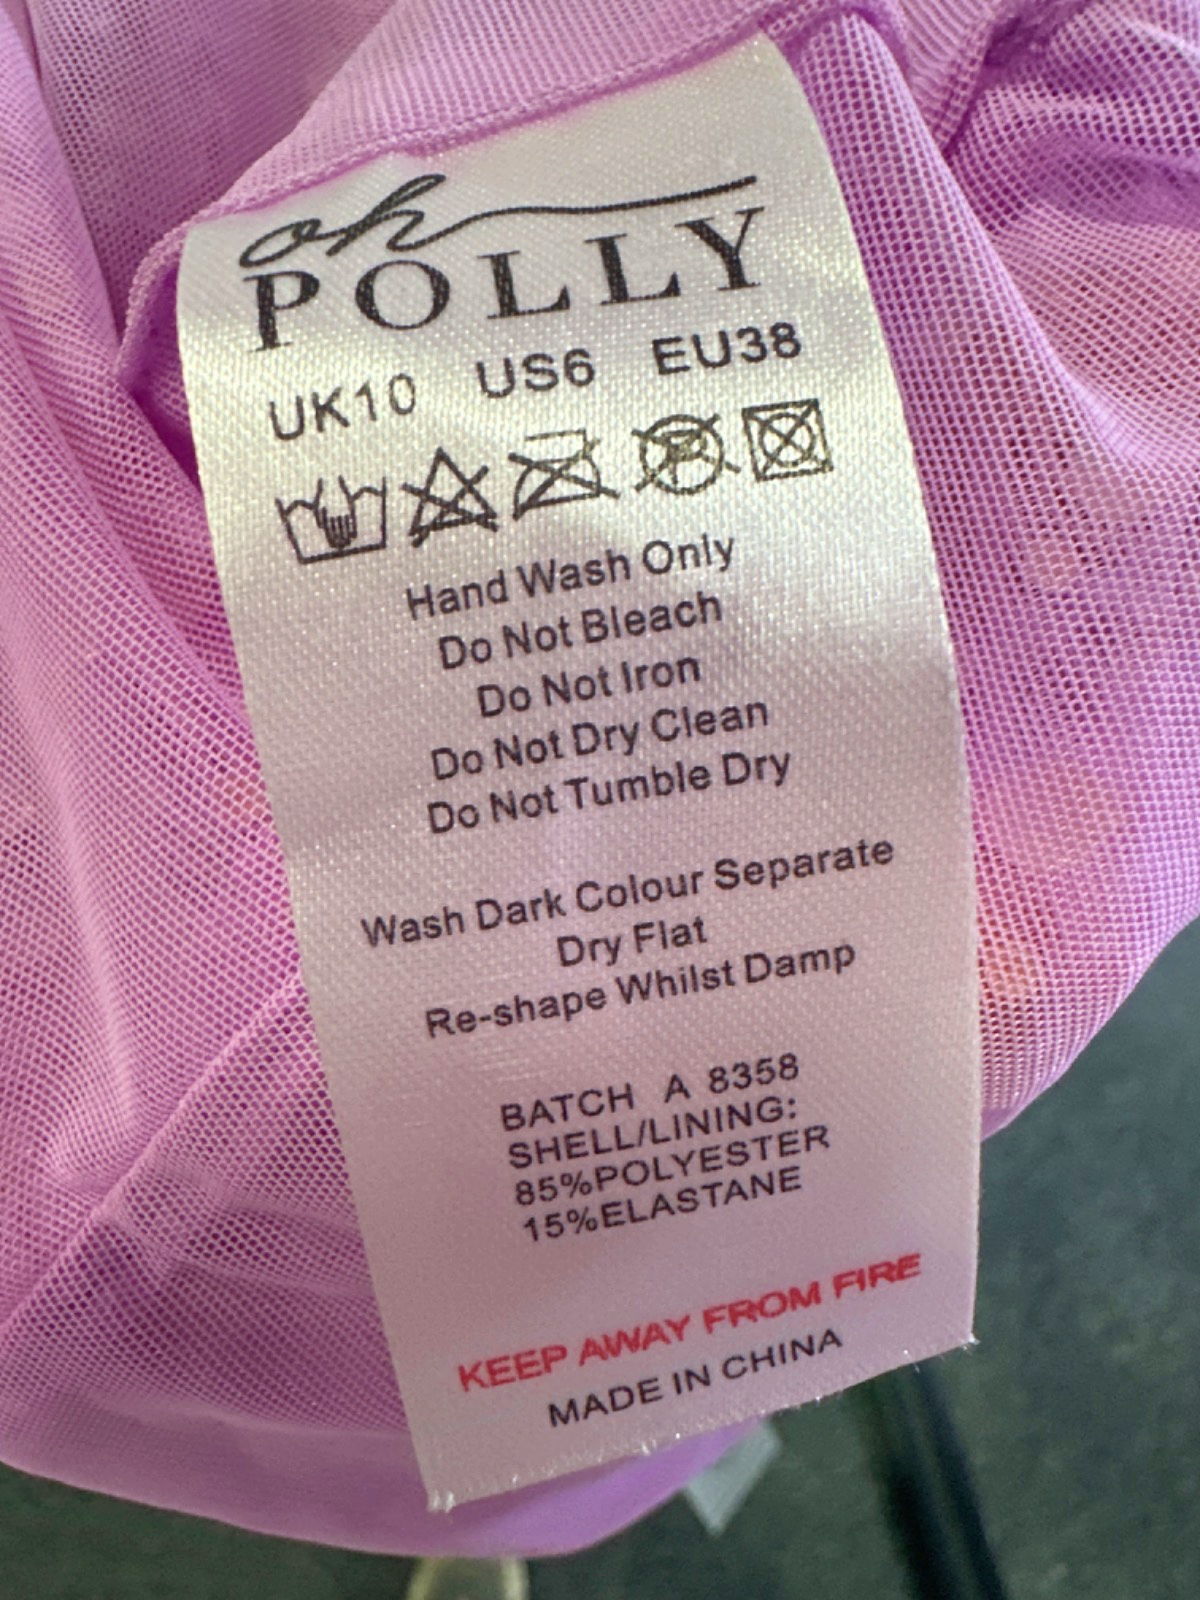 oh
POLLY
UK10 US6 EU38
Hand Wash Only
Do Not Bleach
Do Not Iron
Do Not Dry Clean
Do Not Tumble Dry
Wash Dark Colour Separate
Dry Flat
Re-shape Whilst Damp
BATCH A 8358
SHELL/LINING:
85%POLYESTER
15%ELASTANE
KEEP AWAY FROM FIRE
MADE IN CHINA